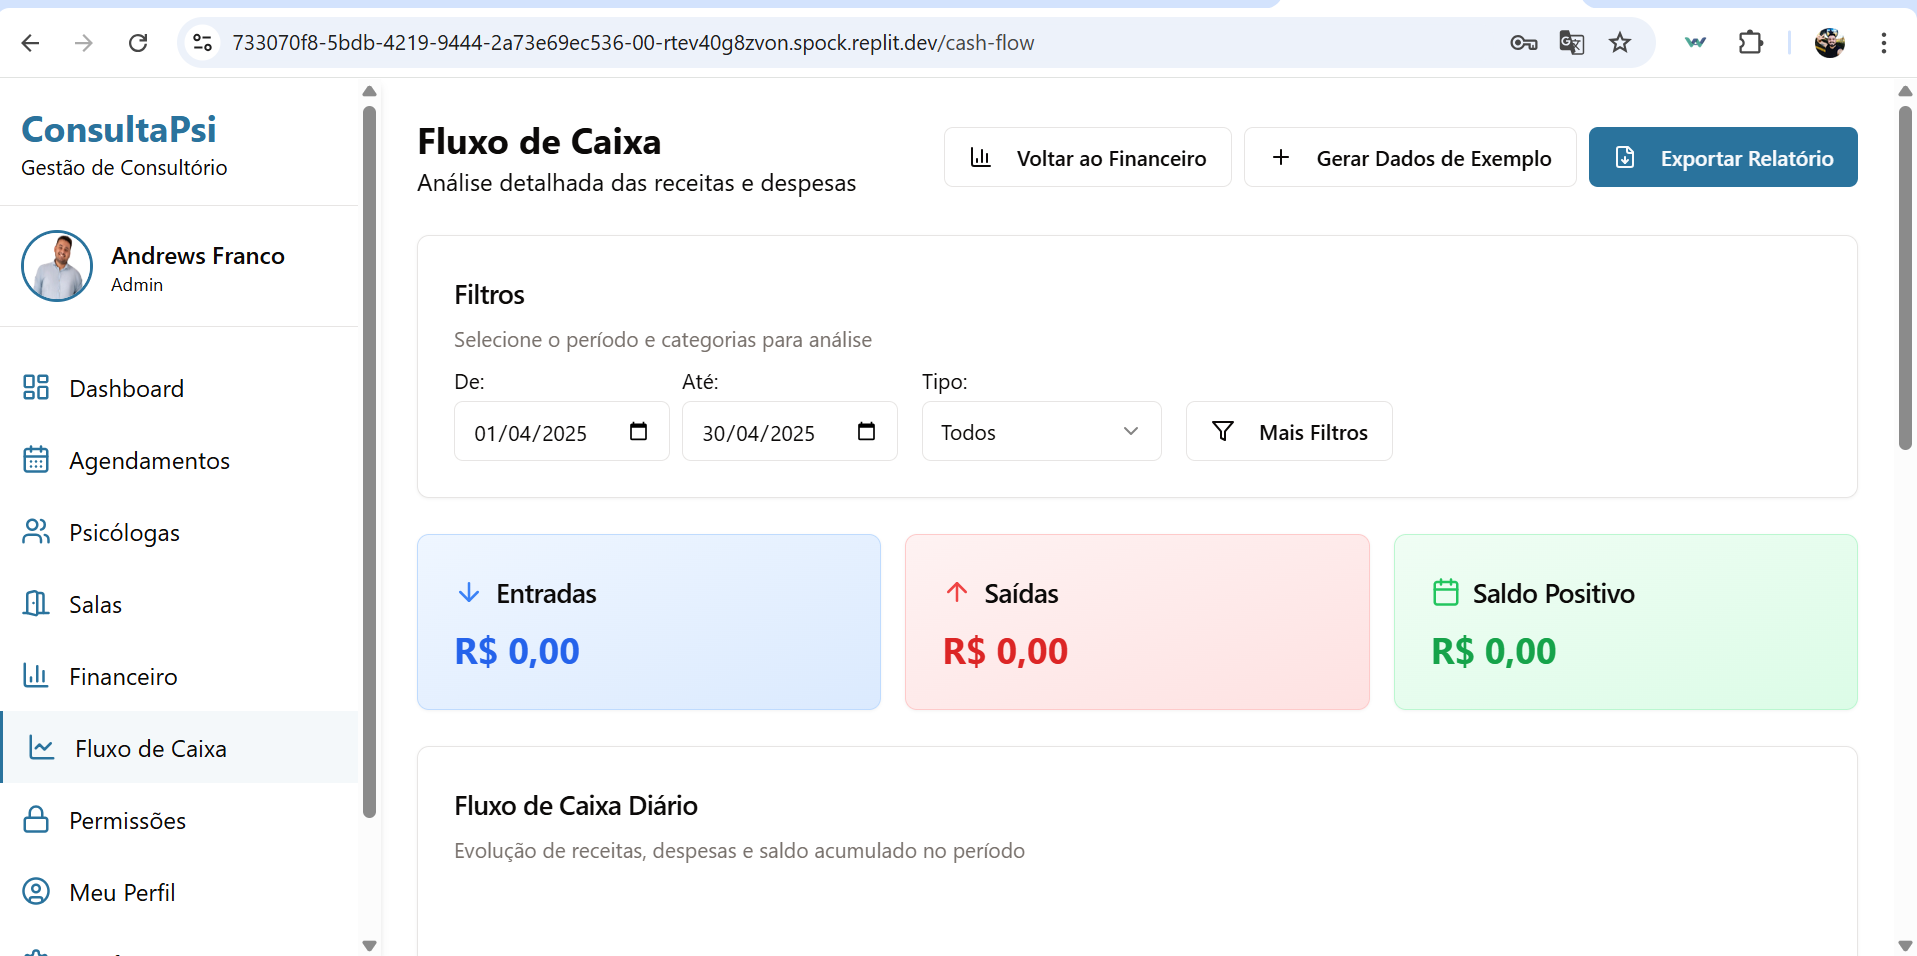 733070f8-5bdb-4219-9444-2a73e69ec536-00-rtev40g8zvon.spock.replit.dev/cash-flow
ConsultaPsi
Gestão de Consultório
Andrews Franco
Admin
Dashboard
Agendamentos
Psicólogas
Salas
Financeiro
Fluxo de Caixa
Permissões
Meu Perfil
Fluxo de Caixa
Análise detalhada das receitas e despesas
Voltar ao Financeiro
Gerar Dados de Exemplo
Exportar Relatório
Filtros
Selecione o período e categorias para análise
De:
01/04/2025
Até:
30/04/2025
Tipo:
Todos
Mais Filtros
Entradas
R$ 0,00
Saídas
R$ 0,00
Saldo Positivo
R$ 0,00
Fluxo de Caixa Diário
Evolução de receitas, despesas e saldo acumulado no período